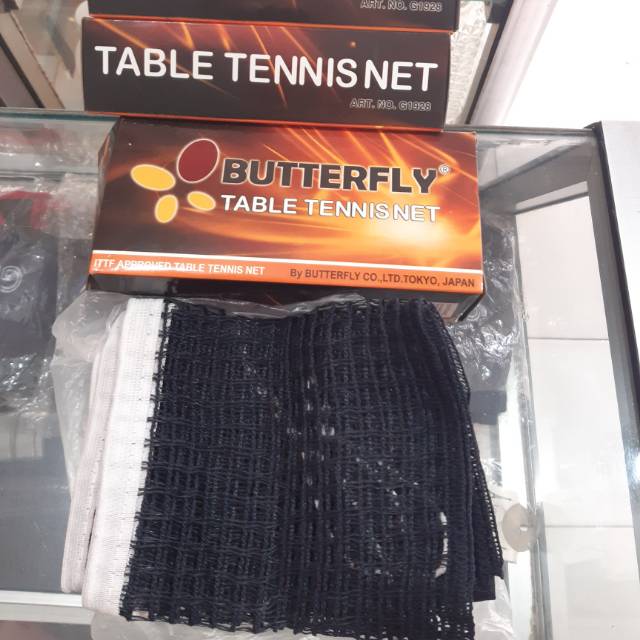 ART. NO. G1928
TABLE TENNIS NET
ART. NO. G1928
BUTTERFLY®
TABLE TENNIS NET
ITTF APPROVED TABLE TENNIS NET
By BUTTERFLY CO.,LTD.TOKYO, JAPAN